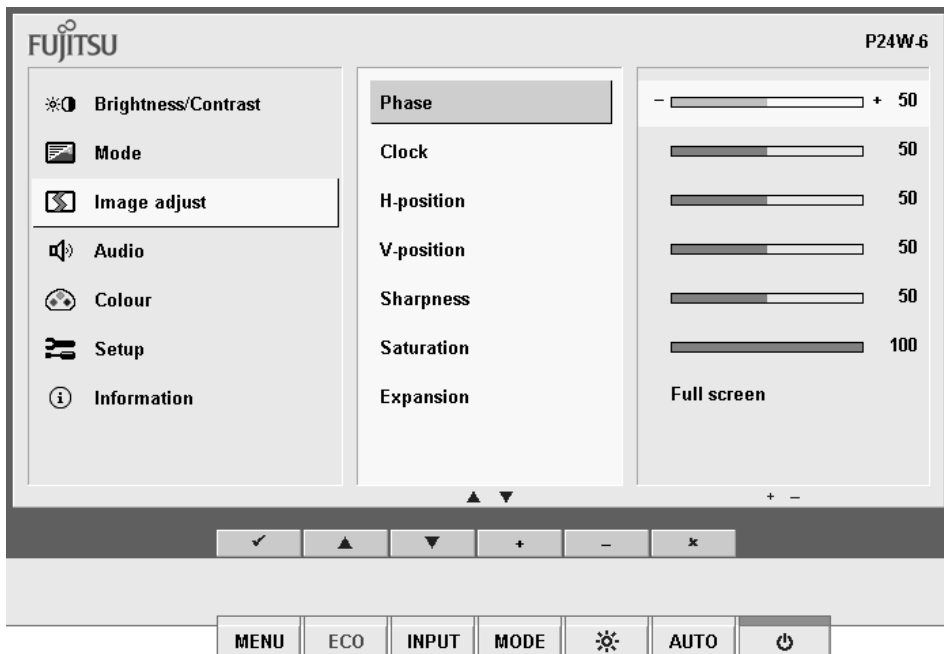 FUJITSU
P24W-6
Brightness/Contrast
Mode
Image adjust
Audio
Colour
Setup
Information
Phase
Clock
H-position
V-position
Sharpness
Saturation
Expansion
– + 50
50
50
50
50
100
Full screen
▲ ▼
+ –
✓ ▲ ▼ + – x
MENU ECO INPUT MODE AUTO